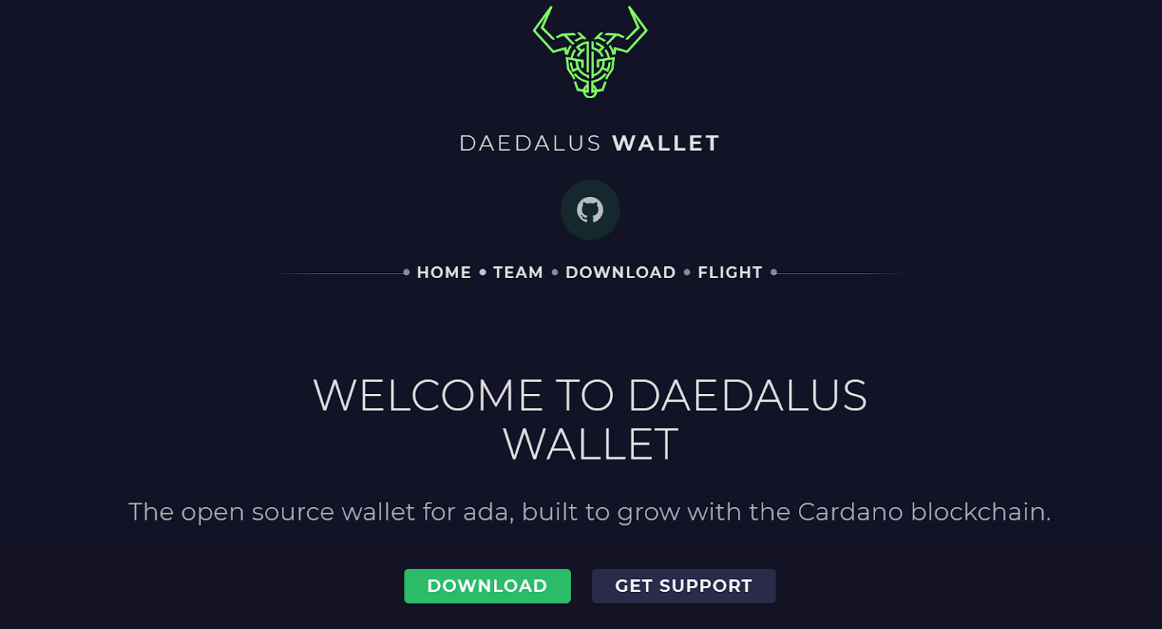 DAEDALUS WALLET
HOME TEAM DOWNLOAD FLIGHT
WELCOME TO DAEDALUS
WALLET
The open source wallet for ada, built to grow with the Cardano blockchain.
DOWNLOAD GET SUPPORT